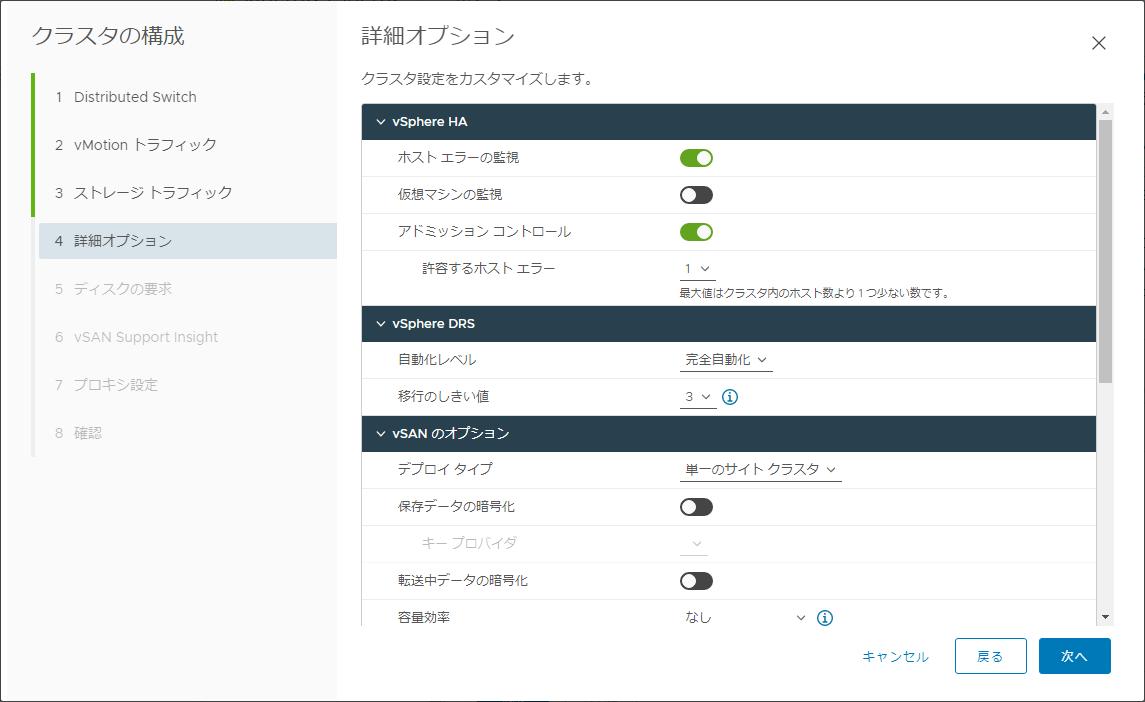 クラスタの構成
1 Distributed Switch
2 vMotion トラフィック
3 ストレージ トラフィック
4 詳細オプション
5 ディスクの要求
6 vSAN Support Insight
7 プロキシ設定
8 確認
詳細オプション
クラスタ設定をカスタマイズします。
vSphere HA
ホスト エラーの監視
仮想マシンの監視
アドミッション コントロール
許容するホスト エラー 1
最大値はクラスタ内のホスト数より 1 つ少ない数です。
vSphere DRS
自動化レベル 完全自動化
移行のしきい値 3
vSAN のオプション
デプロイ タイプ 単一のサイト クラスタ
保存データの暗号化
キー プロバイダ
転送中データの暗号化
容量効率 なし
キャンセル 戻る 次へ